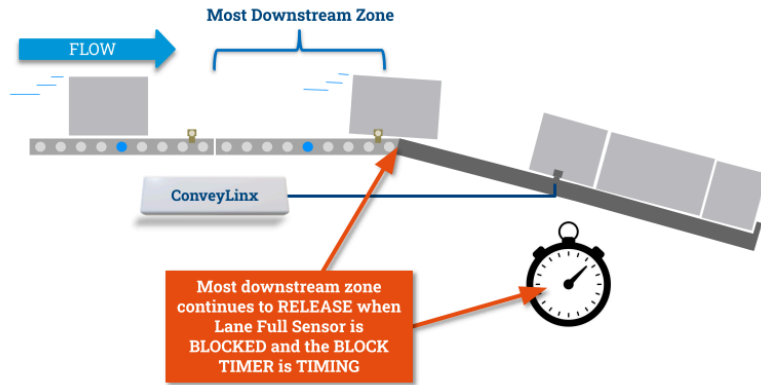 Most Downstream Zone
FLOW
ConveyLinx
Most downstream zone
continues to RELEASE when
Lane Full Sensor is
BLOCKED and the BLOCK
TIMER is TIMING